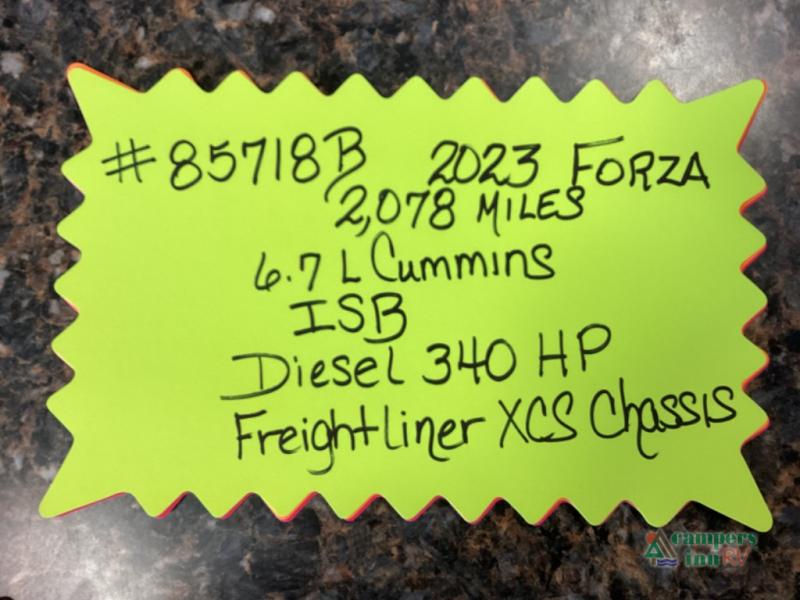 #85718B 2023 FORZA
2,078 MILES
6.7 L Cummins
ISB
Diesel 340 HP
Freightliner XCS Chassis
campers
inn RV